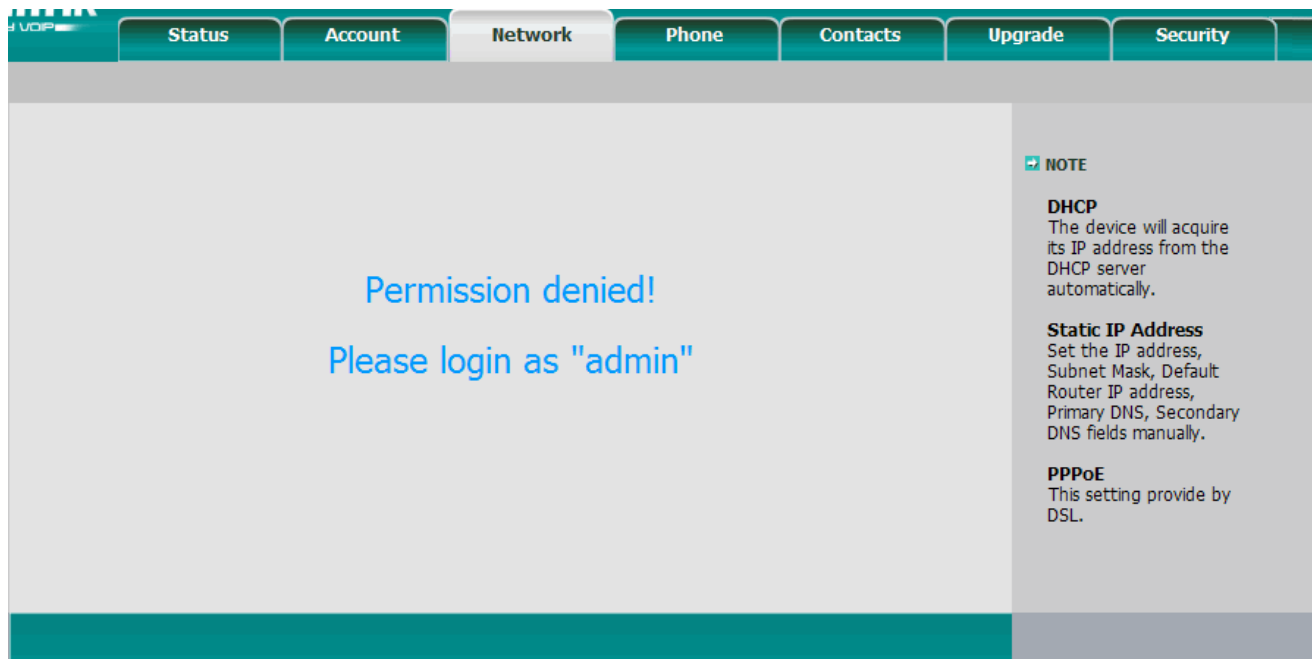 VOIP
Status Account Network Phone Contacts Upgrade Security
Permission denied!
Please login as "admin"
NOTE
DHCP
The device will acquire
its IP address from the
DHCP server
automatically.
Static IP Address
Set the IP address,
Subnet Mask, Default
Router IP address,
Primary DNS, Secondary
DNS fields manually.
PPPoE
This setting provide by
DSL.